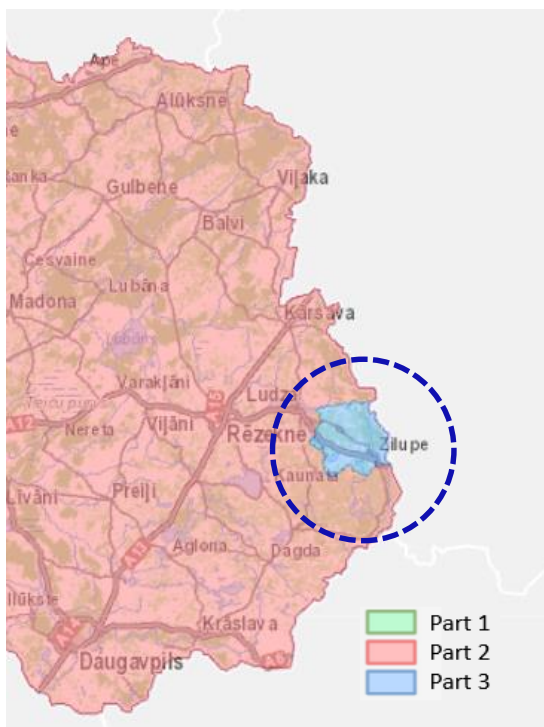 Ape
Alūksne
Gulbene
Viļaka
Balvi
Cesvaine
Lubāna
Madona
Kārsava
Varakļāni
Ludza
A13
A12
Viļāni
Nereta
Rēzekne
Zilupe
Kaunata
Preiļi
Līvāni
A13
Aglona
Dagda
Krāslava
A6
Daugavpils
Part 1
Part 2
Part 3